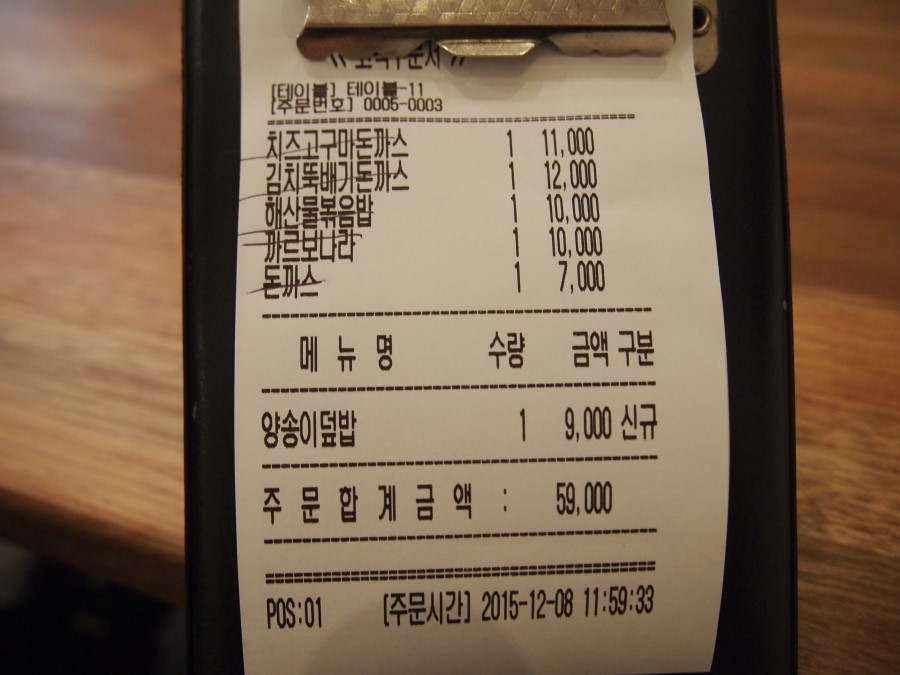 [테이블] 테이블-11
[주문번호] 0005-0003
치즈고구마돈까스 1 11,000
김치뚝배기돈까스 1 12,000
해산물볶음밥 1 10,000
까르보나라 1 10,000
돈까스 1 7,000
메 뉴 명 수량 금액 구분
양송이덮밥 1 9,000 신규
주 문 합 계 금 액 : 59,000
POS:01 [주문시간] 2015-12-08 11:59:33